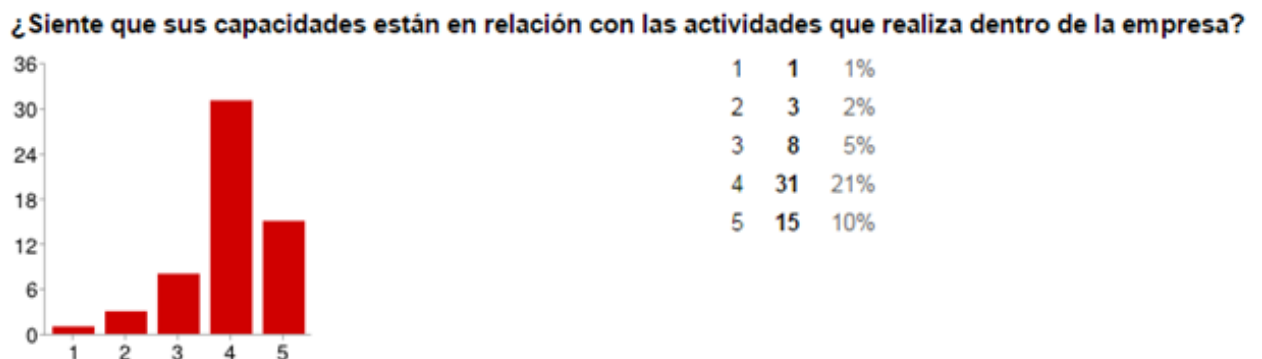 ¿Siente que sus capacidades están en relación con las actividades que realiza dentro de la empresa?
36
30
24
18
12
6
0
1 2 3 4 5
1 1 1%
2 3 2%
3 8 5%
4 31 21%
5 15 10%